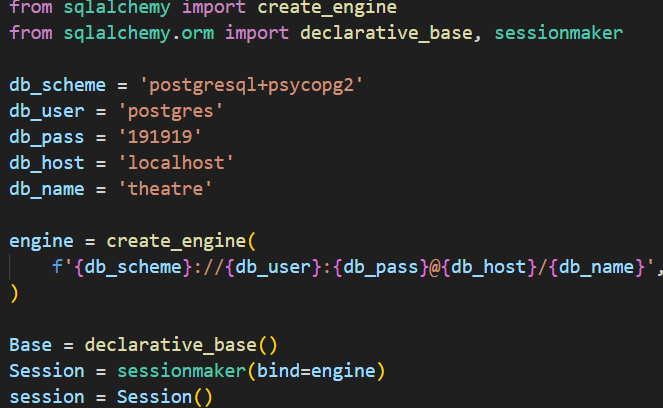 from sqlalchemy import create_engine
from sqlalchemy.orm import declarative_base, sessionmaker
db_scheme = 'postgresql+psycopg2'
db_user = 'postgres'
db_pass = '191919'
db_host = 'localhost'
db_name = 'theatre'
engine = create_engine(
    f'{db_scheme}://{db_user}:{db_pass}@{db_host}/{db_name}',
)
Base = declarative_base()
Session = sessionmaker(bind=engine)
session = Session()